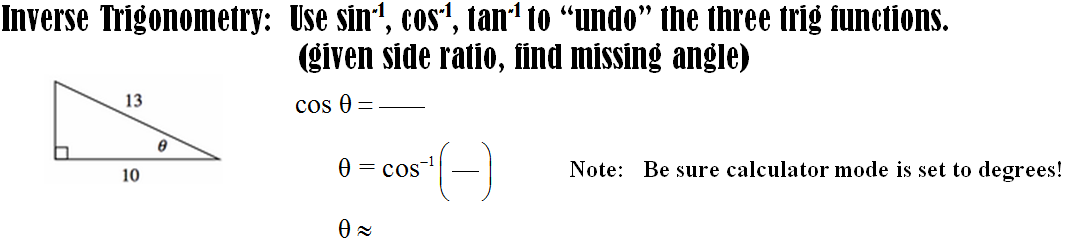 Inverse Trigonometry: Use sin⁻¹, cos⁻¹, tan⁻¹ to “undo” the three trig functions.
(given side ratio, find missing angle)
13
θ
10
cos θ = ——
θ = cos⁻¹(—)
Note: Be sure calculator mode is set to degrees!
θ ≈